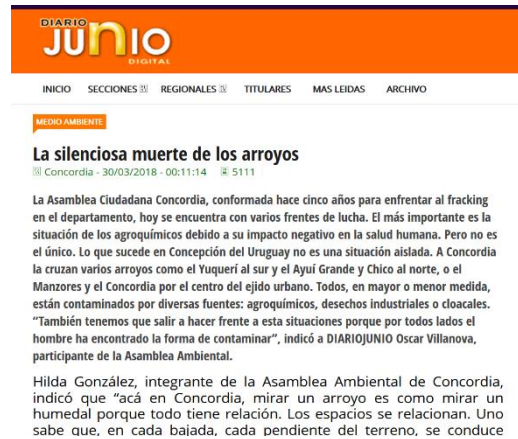 DIARIO
JUNIO
DIGITAL
INICIO SECCIONES REGIONALES TITULARES MAS LEIDAS ARCHIVO
MEDIO AMBIENTE
La silenciosa muerte de los arroyos
Concordia - 30/03/2018 - 00:11:14 5111
La Asamblea Ciudadana Concordia, conformada hace cinco años para enfrentar al fracking
en el departamento, hoy se encuentra con varios frentes de lucha. El más importante es la
situación de los agroquímicos debido a su impacto negativo en la salud humana. Pero no es
el único. Lo que sucede en Concepción del Uruguay no es una situación aislada. A Concordia
la cruzan varios arroyos como el Yuquerí al sur y el Ayuí Grande y Chico al norte, o el
Manzores y el Concordia por el centro del ejido urbano. Todos, en mayor o menor medida,
están contaminados por diversas fuentes: agroquímicos, desechos industriales o cloacales.
“También tenemos que salir a hacer frente a esta situaciones porque por todos lados el
hombre ha encontrado la forma de contaminar”, indicó a DIARIOJUNIO Oscar Villanova,
participante de la Asamblea Ambiental.
Hilda González, integrante de la Asamblea Ambiental de Concordia,
indicó que “acá en Concordia, mirar un arroyo es como mirar un
humedal porque todo tiene relación. Los espacios se relacionan. Uno
sabe que, en cada bajada, cada pendiente del terreno, se conduce